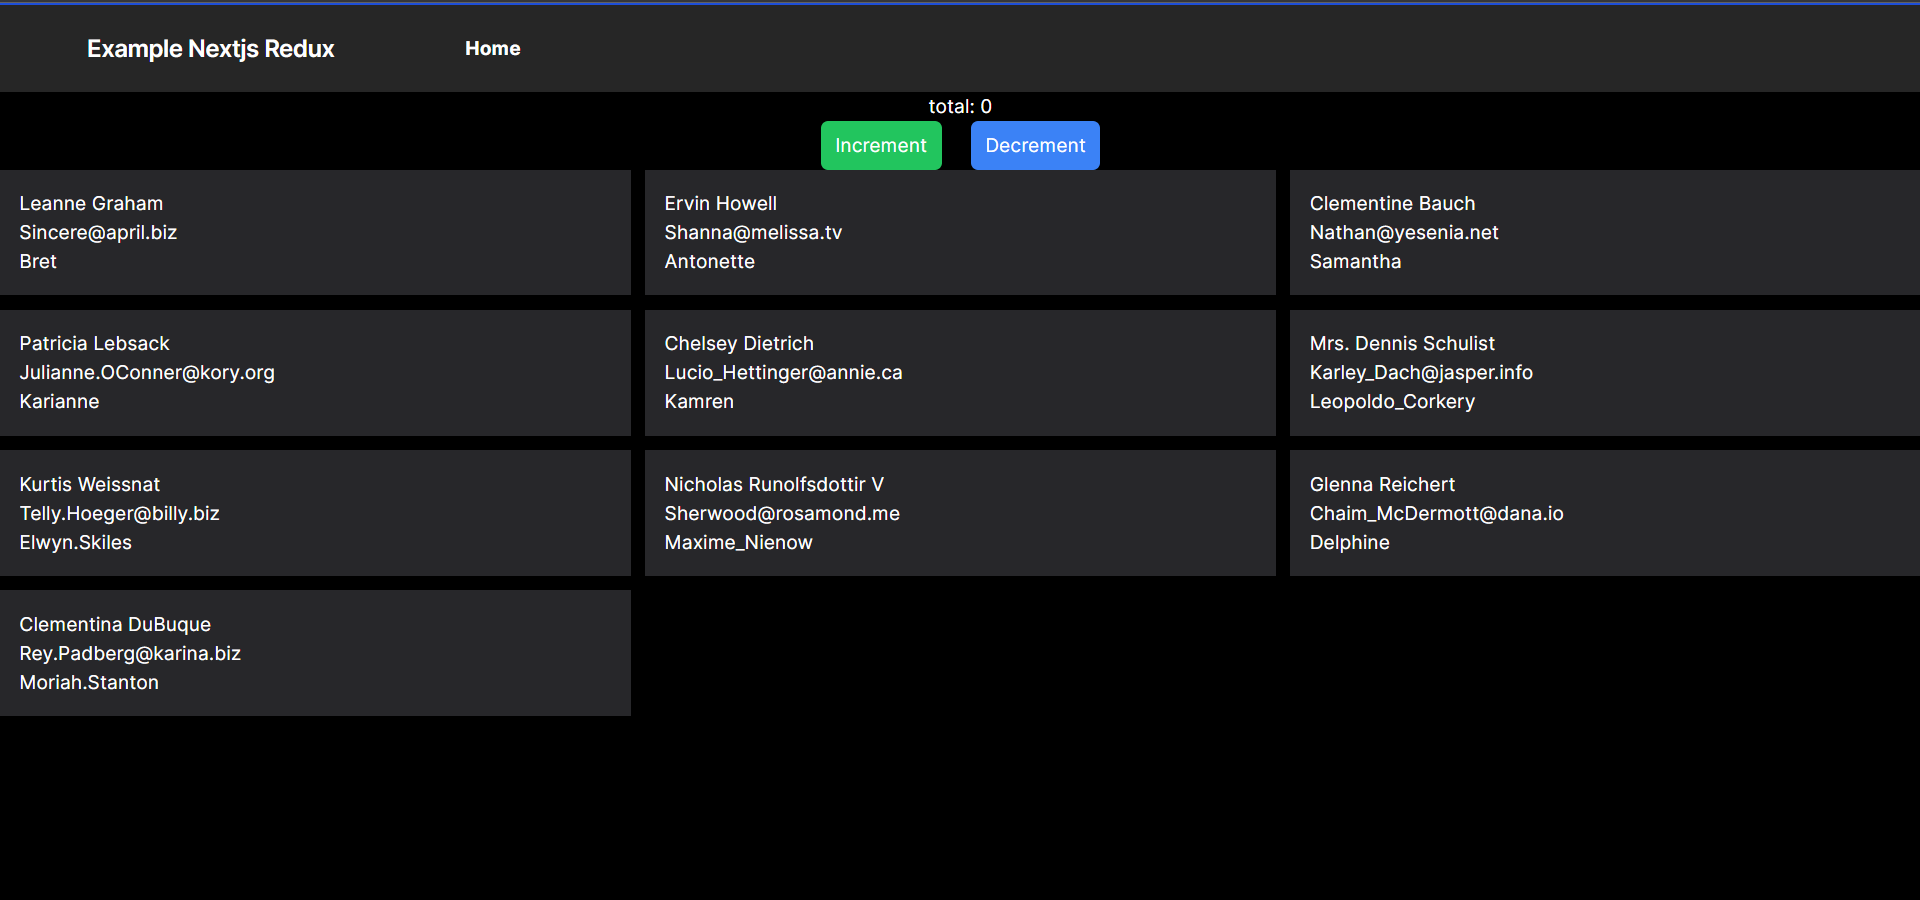 Example Nextjs Redux
Home
total: 0
Increment
Decrement
Leanne Graham
Sincere@april.biz
Bret
Ervin Howell
Shanna@melissa.tv
Antonette
Clementine Bauch
Nathan@yesenia.net
Samantha
Patricia Lebsack
Julianne.OConner@kory.org
Karianne
Chelsey Dietrich
Lucio_Hettinger@annie.ca
Kamren
Mrs. Dennis Schulist
Karley_Dach@jasper.info
Leopoldo_Corkery
Kurtis Weissnat
Telly.Hoeger@billy.biz
Elwyn.Skiles
Nicholas Runolfsdottir V
Sherwood@rosamond.me
Maxime_Nienow
Glenna Reichert
Chaim_McDermott@dana.io
Delphine
Clementina DuBuque
Rey.Padberg@karina.biz
Moriah.Stanton